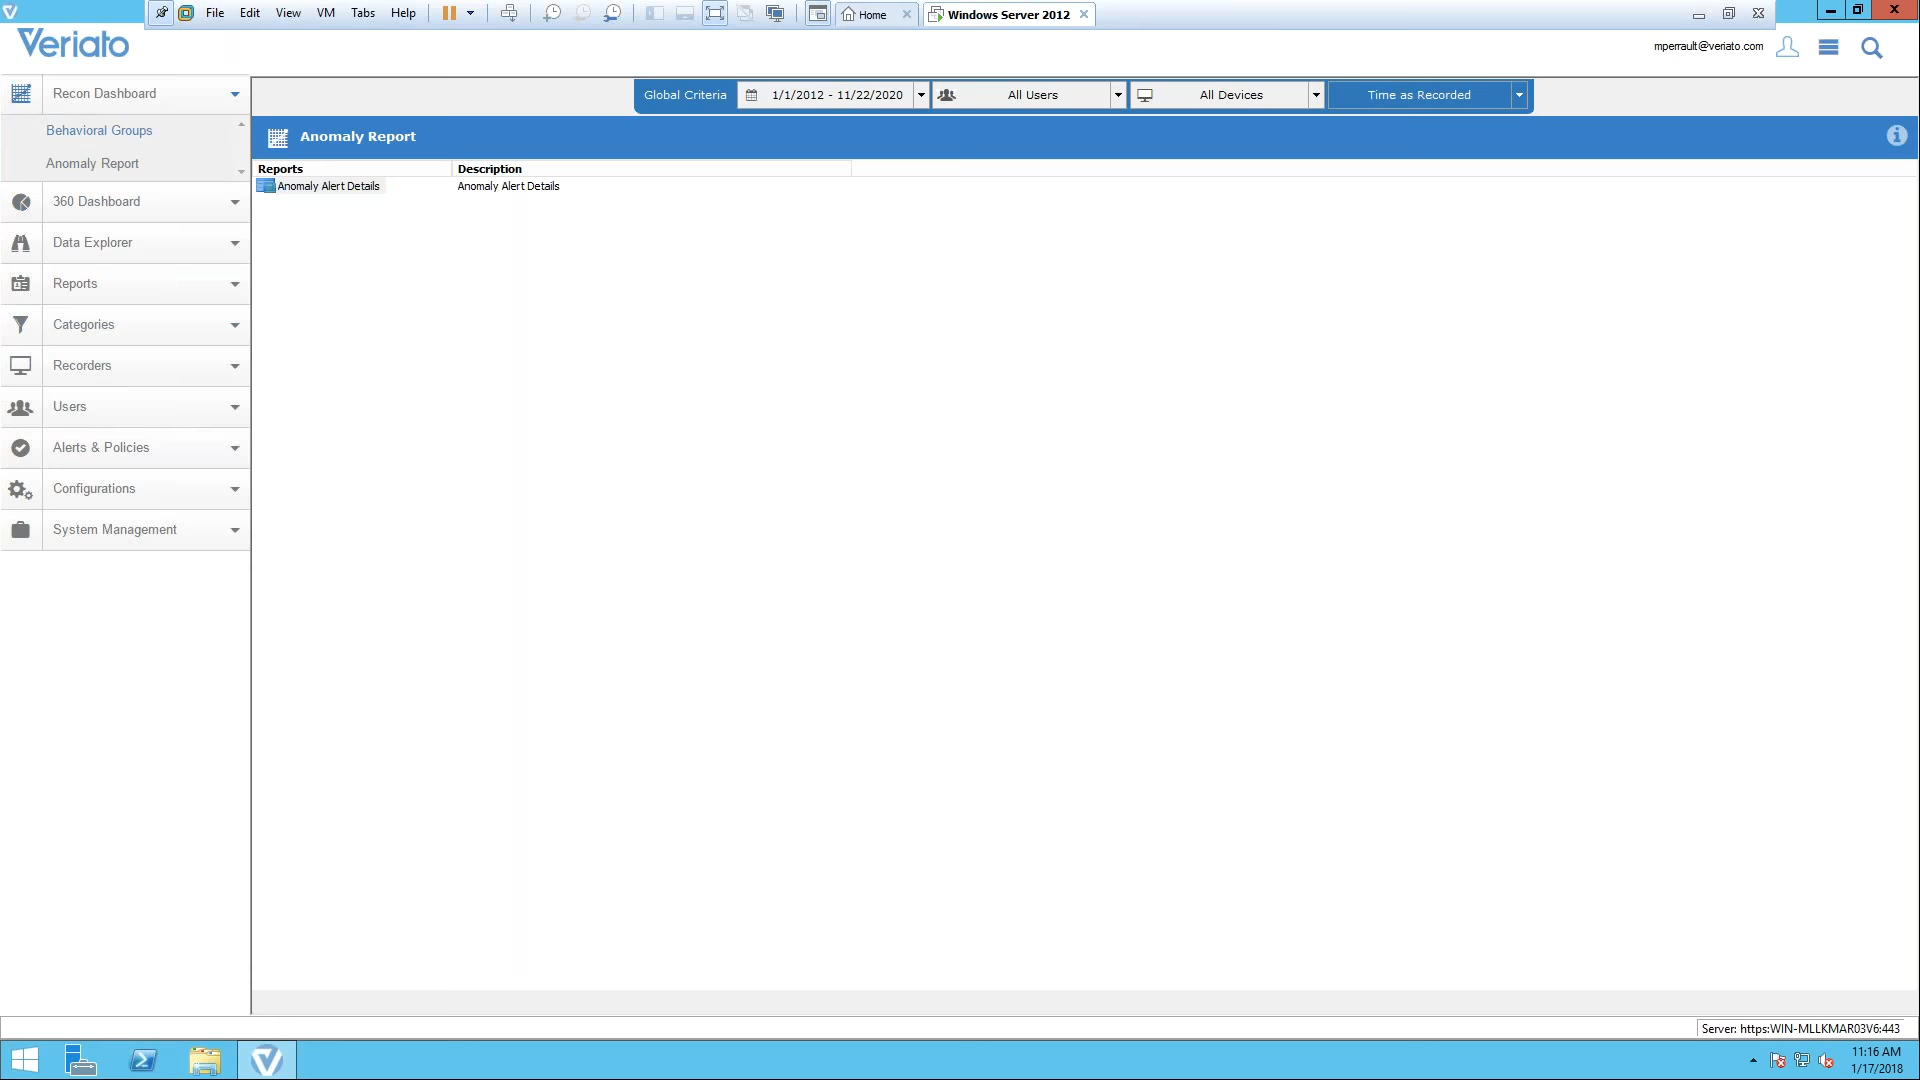 File Edit View VM Tabs Help Home Windows Server 2012
Veriato
mperrault@veriato.com
Recon Dashboard
Global Criteria 1/1/2012 - 11/22/2020 All Users All Devices Time as Recorded
Behavioral Groups
Anomaly Report
Anomaly Report
Reports Description
Anomaly Alert Details Anomaly Alert Details
360 Dashboard
Data Explorer
Reports
Categories
Recorders
Users
Alerts & Policies
Configurations
System Management
Server: https:WIN-MLLKMAR03V6:443
11:16 AM
1/17/2018